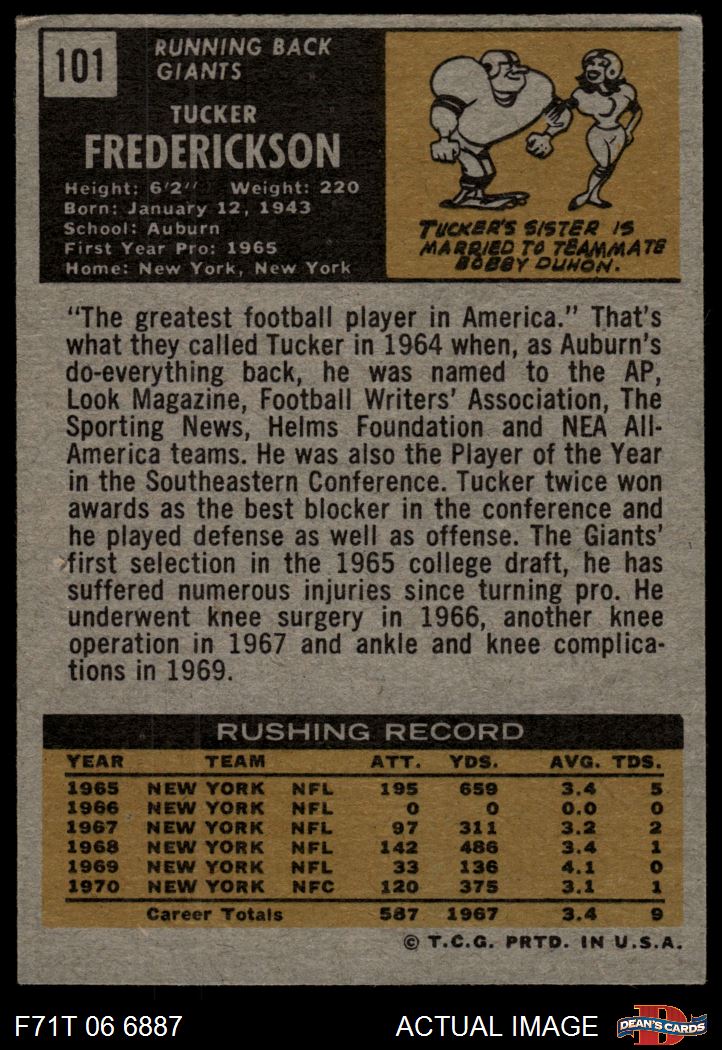 101
RUNNING BACK
GIANTS
TUCKER
FREDERICKSON
Height: 6'2'' Weight: 220
Born: January 12, 1943
School: Auburn
First Year Pro: 1965
Home: New York, New York
TUCKER'S SISTER IS
MARRIED TO TEAMMATE
BOBBY DUHON.
"The greatest football player in America." That's
what they called Tucker in 1964 when, as Auburn's
do-everything back, he was named to the AP,
Look Magazine, Football Writers' Association, The
Sporting News, Helms Foundation and NEA All-
America teams. He was also the Player of the Year
in the Southeastern Conference. Tucker twice won
awards as the best blocker in the conference and
he played defense as well as offense. The Giants'
first selection in the 1965 college draft, he has
suffered numerous injuries since turning pro. He
underwent knee surgery in 1966, another knee
operation in 1967 and ankle and knee complica-
tions in 1969.
RUSHING RECORD
YEAR TEAM ATT. YDS. AVG. TDS.
1965 NEW YORK NFL 195 659 3.4 5
1966 NEW YORK NFL 0 0 0.0 0
1967 NEW YORK NFL 97 311 3.2 2
1968 NEW YORK NFL 142 486 3.4 1
1969 NEW YORK NFL 33 136 4.1 0
1970 NEW YORK NFC 120 375 3.1 1
Career Totals 587 1967 3.4 9
© T.C.G. PRTD. IN U.S.A.
F71T 06 6887 ACTUAL IMAGE
D
DEAN'S CARDS